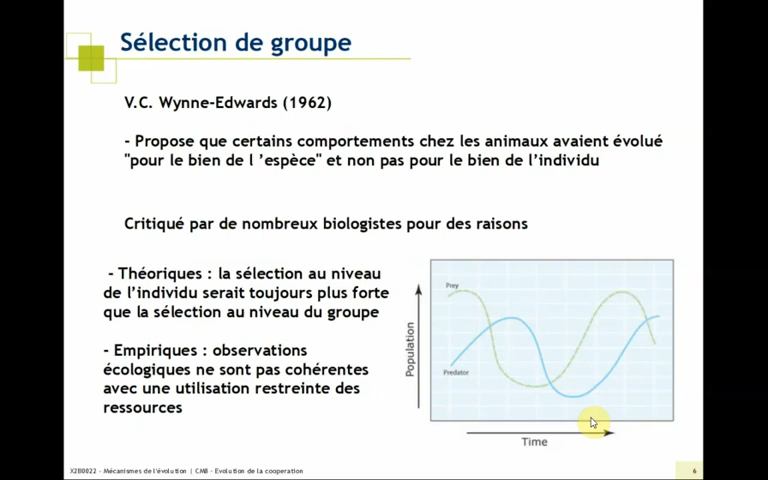 Sélection de groupe
V.C. Wynne-Edwards (1962)
- Propose que certains comportements chez les animaux avaient évolué
"pour le bien de l ’espèce" et non pas pour le bien de l’individu
Critiqué par de nombreux biologistes pour des raisons
- Théoriques : la sélection au niveau
de l’individu serait toujours plus forte
que la sélection au niveau du groupe
- Empiriques : observations
écologiques ne sont pas cohérentes
avec une utilisation restreinte des
ressources
Prey
Predator
Population
Time
X2B0022 - Mécanismes de l'évolution | CM8 - Evolution de la cooperation
6